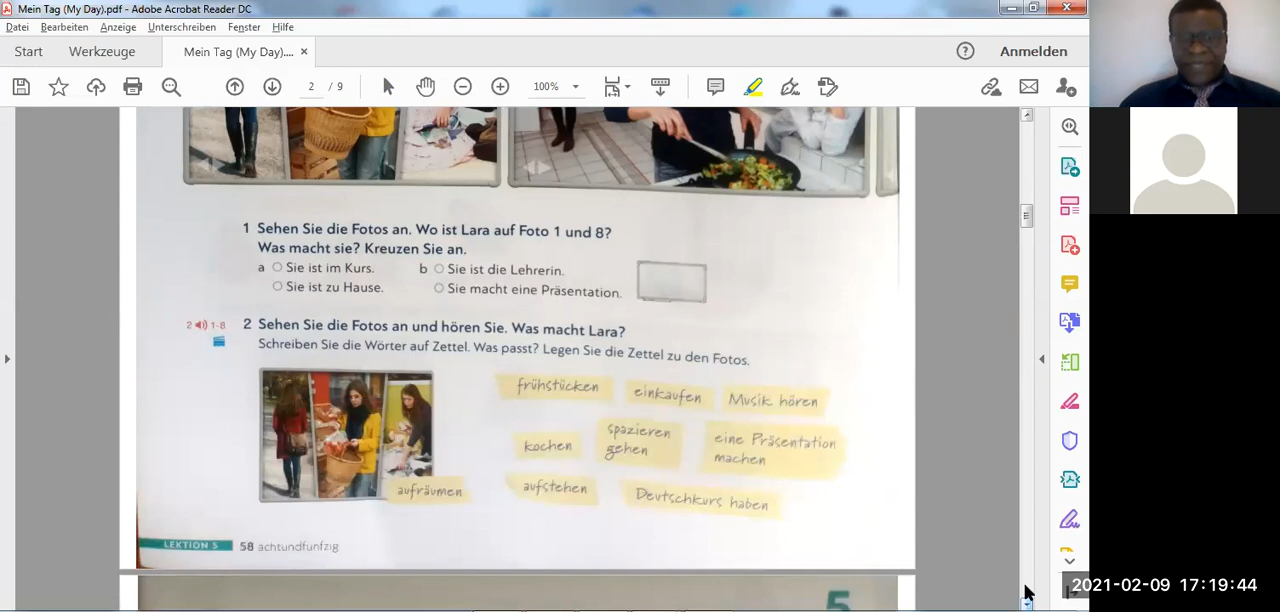 Mein Tag (My Day).pdf - Adobe Acrobat Reader DC
Datei Bearbeiten Anzeige Unterschreiben Fenster Hilfe
Start Werkzeuge Mein Tag (My Day).... × Anmelden
2 / 9 100%
1 Sehen Sie die Fotos an. Wo ist Lara auf Foto 1 und 8?
Was macht sie? Kreuzen Sie an.
a Sie ist im Kurs. b Sie ist die Lehrerin.
Sie ist zu Hause. Sie macht eine Präsentation.
2 1-8 2 Sehen Sie die Fotos an und hören Sie. Was macht Lara?
Schreiben Sie die Wörter auf Zettel. Was passt? Legen Sie die Zettel zu den Fotos.
frühstücken einkaufen Musik hören
kochen
spazieren
gehen
eine Präsentation
machen
aufräumen aufstehen Deutschkurs haben
LEKTION 5 58 achtundfunfzig
5
2021-02-09 17:19:44